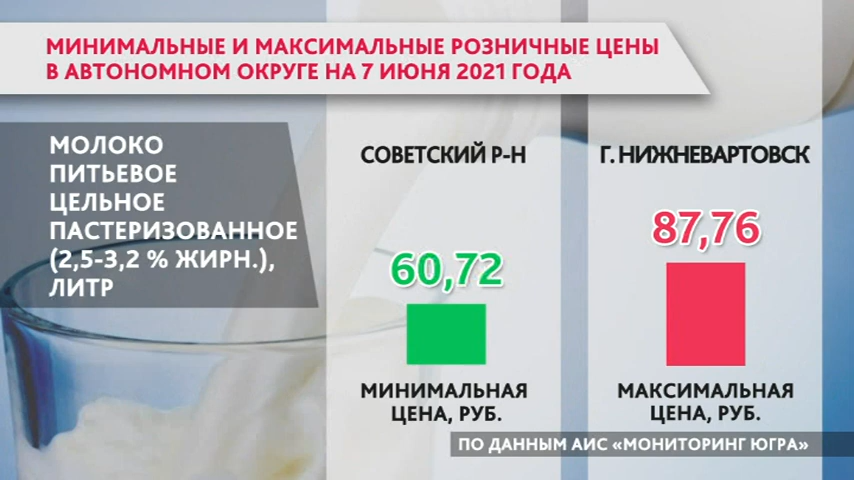 МИНИМАЛЬНЫЕ И МАКСИМАЛЬНЫЕ РОЗНИЧНЫЕ ЦЕНЫ
В АВТОНОМНОМ ОКРУГЕ НА 7 ИЮНЯ 2021 ГОДА
МОЛОКО
ПИТЬЕВОЕ
ЦЕЛЬНОЕ
ПАСТЕРИЗОВАННОЕ
(2,5-3,2 % ЖИРН.),
ЛИТР
СОВЕТСКИЙ Р-Н
60,72
МИНИМАЛЬНАЯ
ЦЕНА, РУБ.
Г. НИЖНЕВАРТОВСК
87,76
МАКСИМАЛЬНАЯ
ЦЕНА, РУБ.
ПО ДАННЫМ АИС «МОНИТОРИНГ ЮГРА»